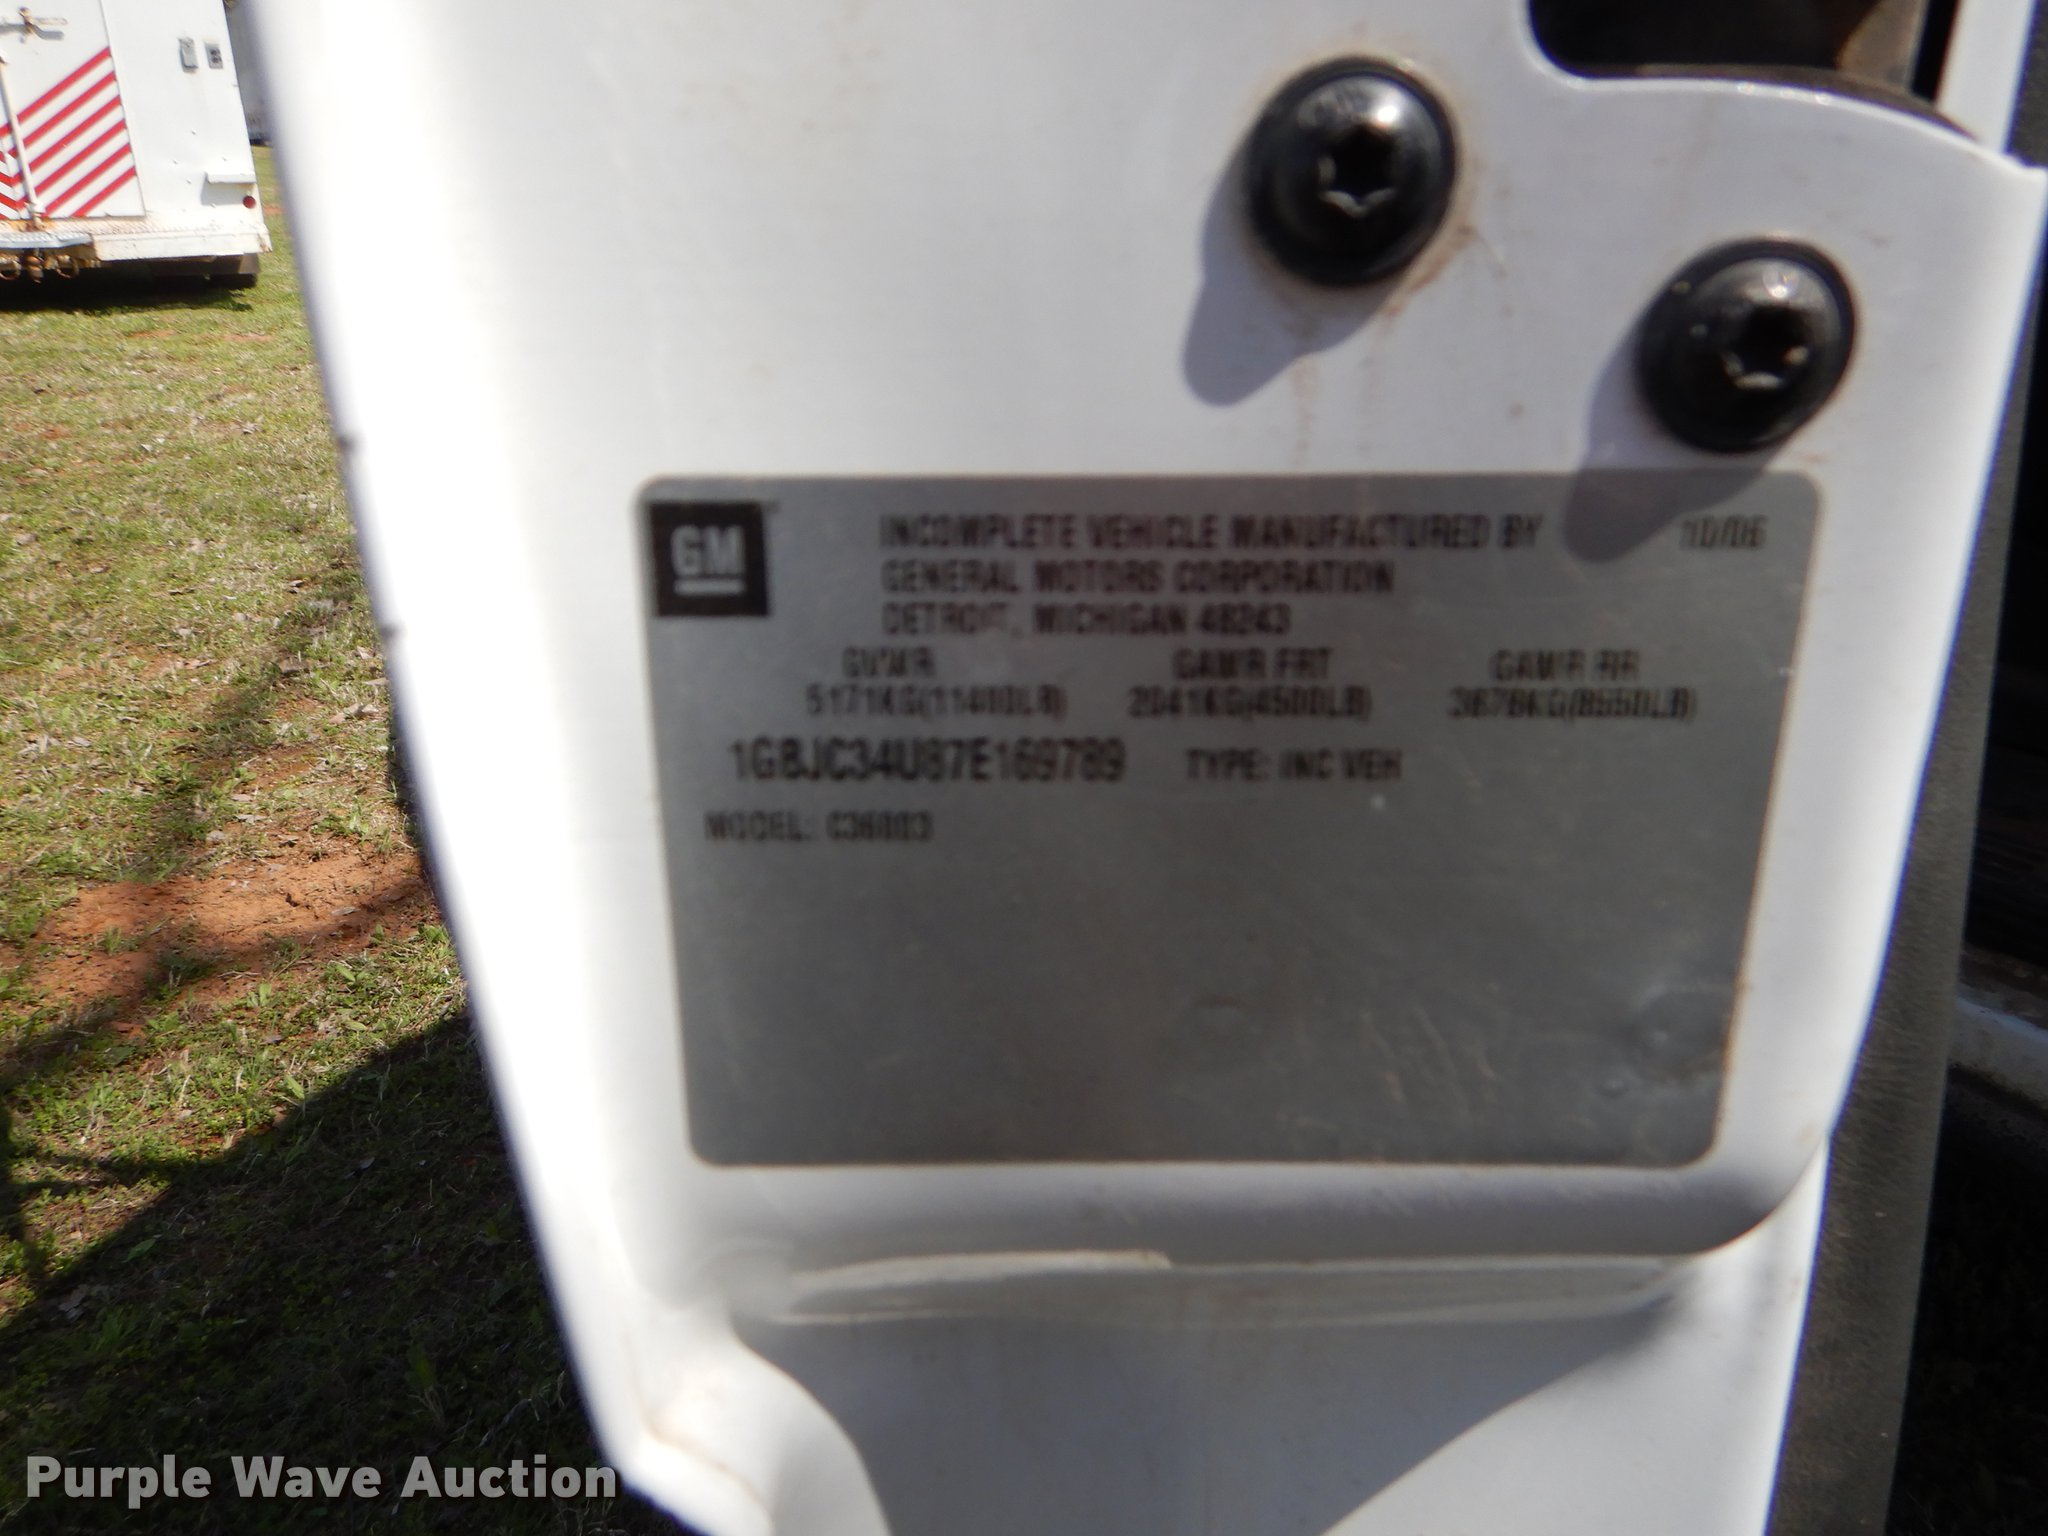 GM
INCOMPLETE VEHICLE MANUFACTURED BY 10/06
GENERAL MOTORS CORPORATION
DETROIT, MICHIGAN 48243
GVWR GAWR FRT GAWR RR
5171KG(11410LB) 2041KG(4500LB) 3878KG(8550LB)
1GBJC34U87E169789 TYPE: INC VEH
MODEL: C36003
Purple Wave Auction